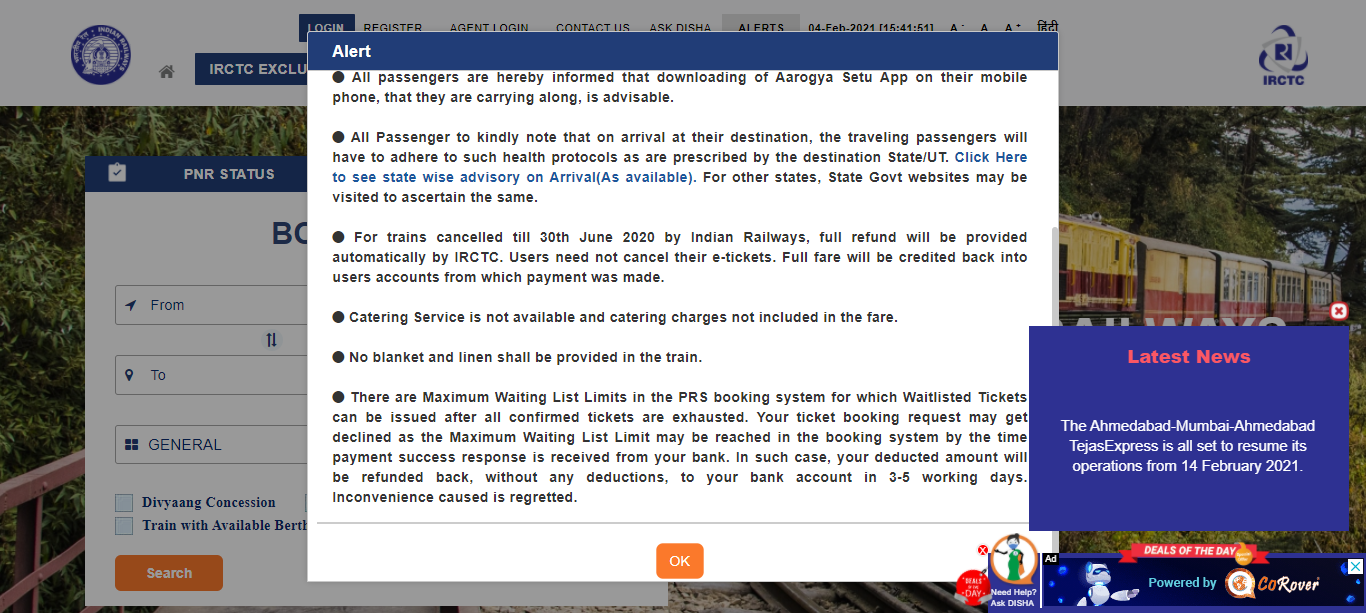 LOGIN REGISTER AGENT LOGIN CONTACT US ASK DISHA ALERTS 04-Feb-2021 [15:41:51] A - A A + हिंदी
IRCTC EXCLU
IRCTC
Alert
● All passengers are hereby informed that downloading of Aarogya Setu App on their mobile
phone, that they are carrying along, is advisable.
● All Passenger to kindly note that on arrival at their destination, the traveling passengers will
have to adhere to such health protocols as are prescribed by the destination State/UT. Click Here
to see state wise advisory on Arrival(As available). For other states, State Govt websites may be
visited to ascertain the same.
● For trains cancelled till 30th June 2020 by Indian Railways, full refund will be provided
automatically by IRCTC. Users need not cancel their e-tickets. Full fare will be credited back into
users accounts from which payment was made.
● Catering Service is not available and catering charges not included in the fare.
● No blanket and linen shall be provided in the train.
● There are Maximum Waiting List Limits in the PRS booking system for which Waitlisted Tickets
can be issued after all confirmed tickets are exhausted. Your ticket booking request may get
declined as the Maximum Waiting List Limit may be reached in the booking system by the time
payment success response is received from your bank. In such case, your deducted amount will
be refunded back, without any deductions, to your bank account in 3-5 working days.
Inconvenience caused is regretted.
OK
PNR STATUS
BO
From
To
GENERAL
Divyaang Concession
Train with Available Berth
Search
Latest News
The Ahmedabad-Mumbai-Ahmedabad
TejasExpress is all set to resume its
operations from 14 February 2021.
DEALS OF THE DAY
Need Help?
Ask DISHA
Ad
DEALS OF THE DAY
Powered by CoRover